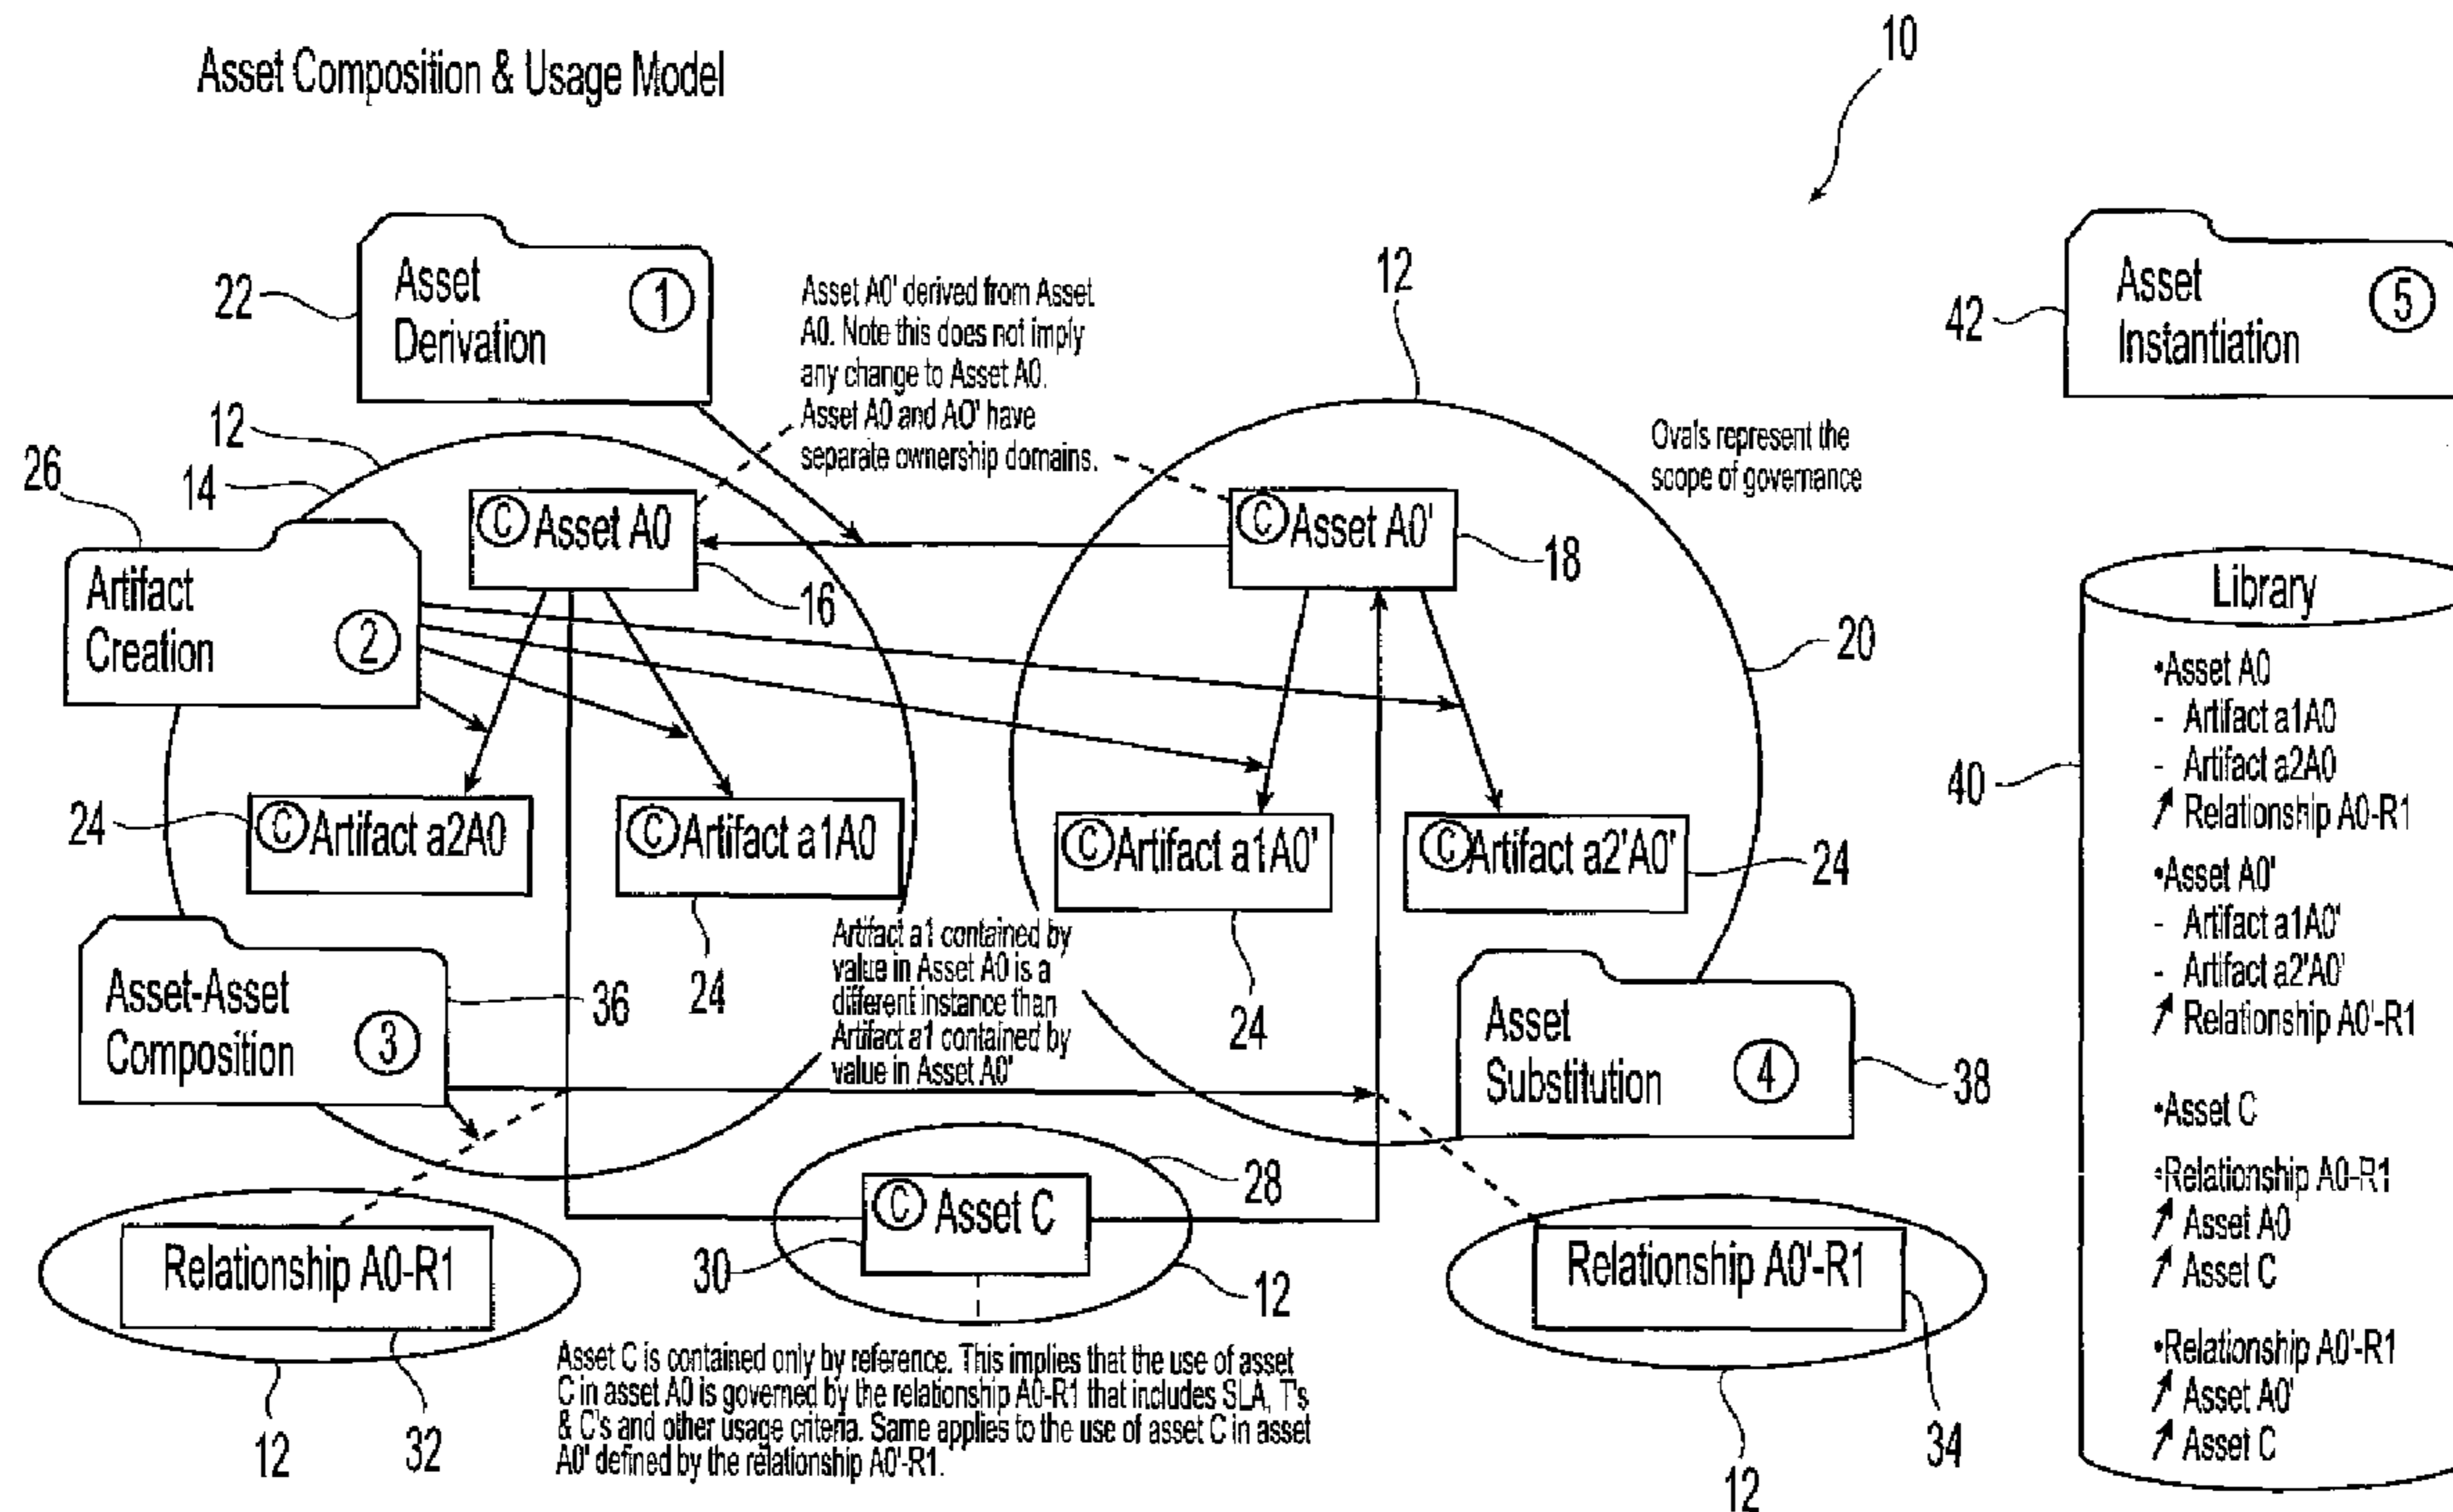 Asset Composition & Usage Model
10
22
Asset
Derivation
1
Asset A0' derived from Asset
A0. Note this does not imply
any change to Asset A0.
Asset A0 and AO' have
separate ownership domains.
12
42
Asset
Instantiation
5
12
14
26
Ovals represent the
scope of governance
C Asset A0
16
C Asset A0'
18
Artifact
Creation
2
20
24
C Artifact a2A0
C Artifact a1A0
24
C Artifact a1A0'
24
C Artifact a2'A0'
24
Artifact a1 contained by
value in Asset A0 is a
different instance than
Artifact a1 contained by
value in Asset A0'
Asset-Asset
Composition
3
36
Asset
Substitution
4
38
28
C Asset C
30
12
Relationship A0-R1
12
32
Relationship A0'-R1
12
34
Asset C is contained only by reference. This implies that the use of asset
C in asset A0 is governed by the relationship A0-R1 that includes SLA, T's
& C's and other usage criteria. Same applies to the use of asset C in asset
A0' defined by the relationship A0'-R1.
40
Library
•Asset A0
- Artifact a1A0
- Artifact a2A0
↗ Relationship A0-R1
•Asset A0'
- Artifact a1A0'
- Artifact a2'A0'
↗ Relationship A0'-R1
•Asset C
•Relationship A0-R1
↗ Asset A0
↗ Asset C
•Relationship A0'-R1
↗ Asset A0'
↗ Asset C